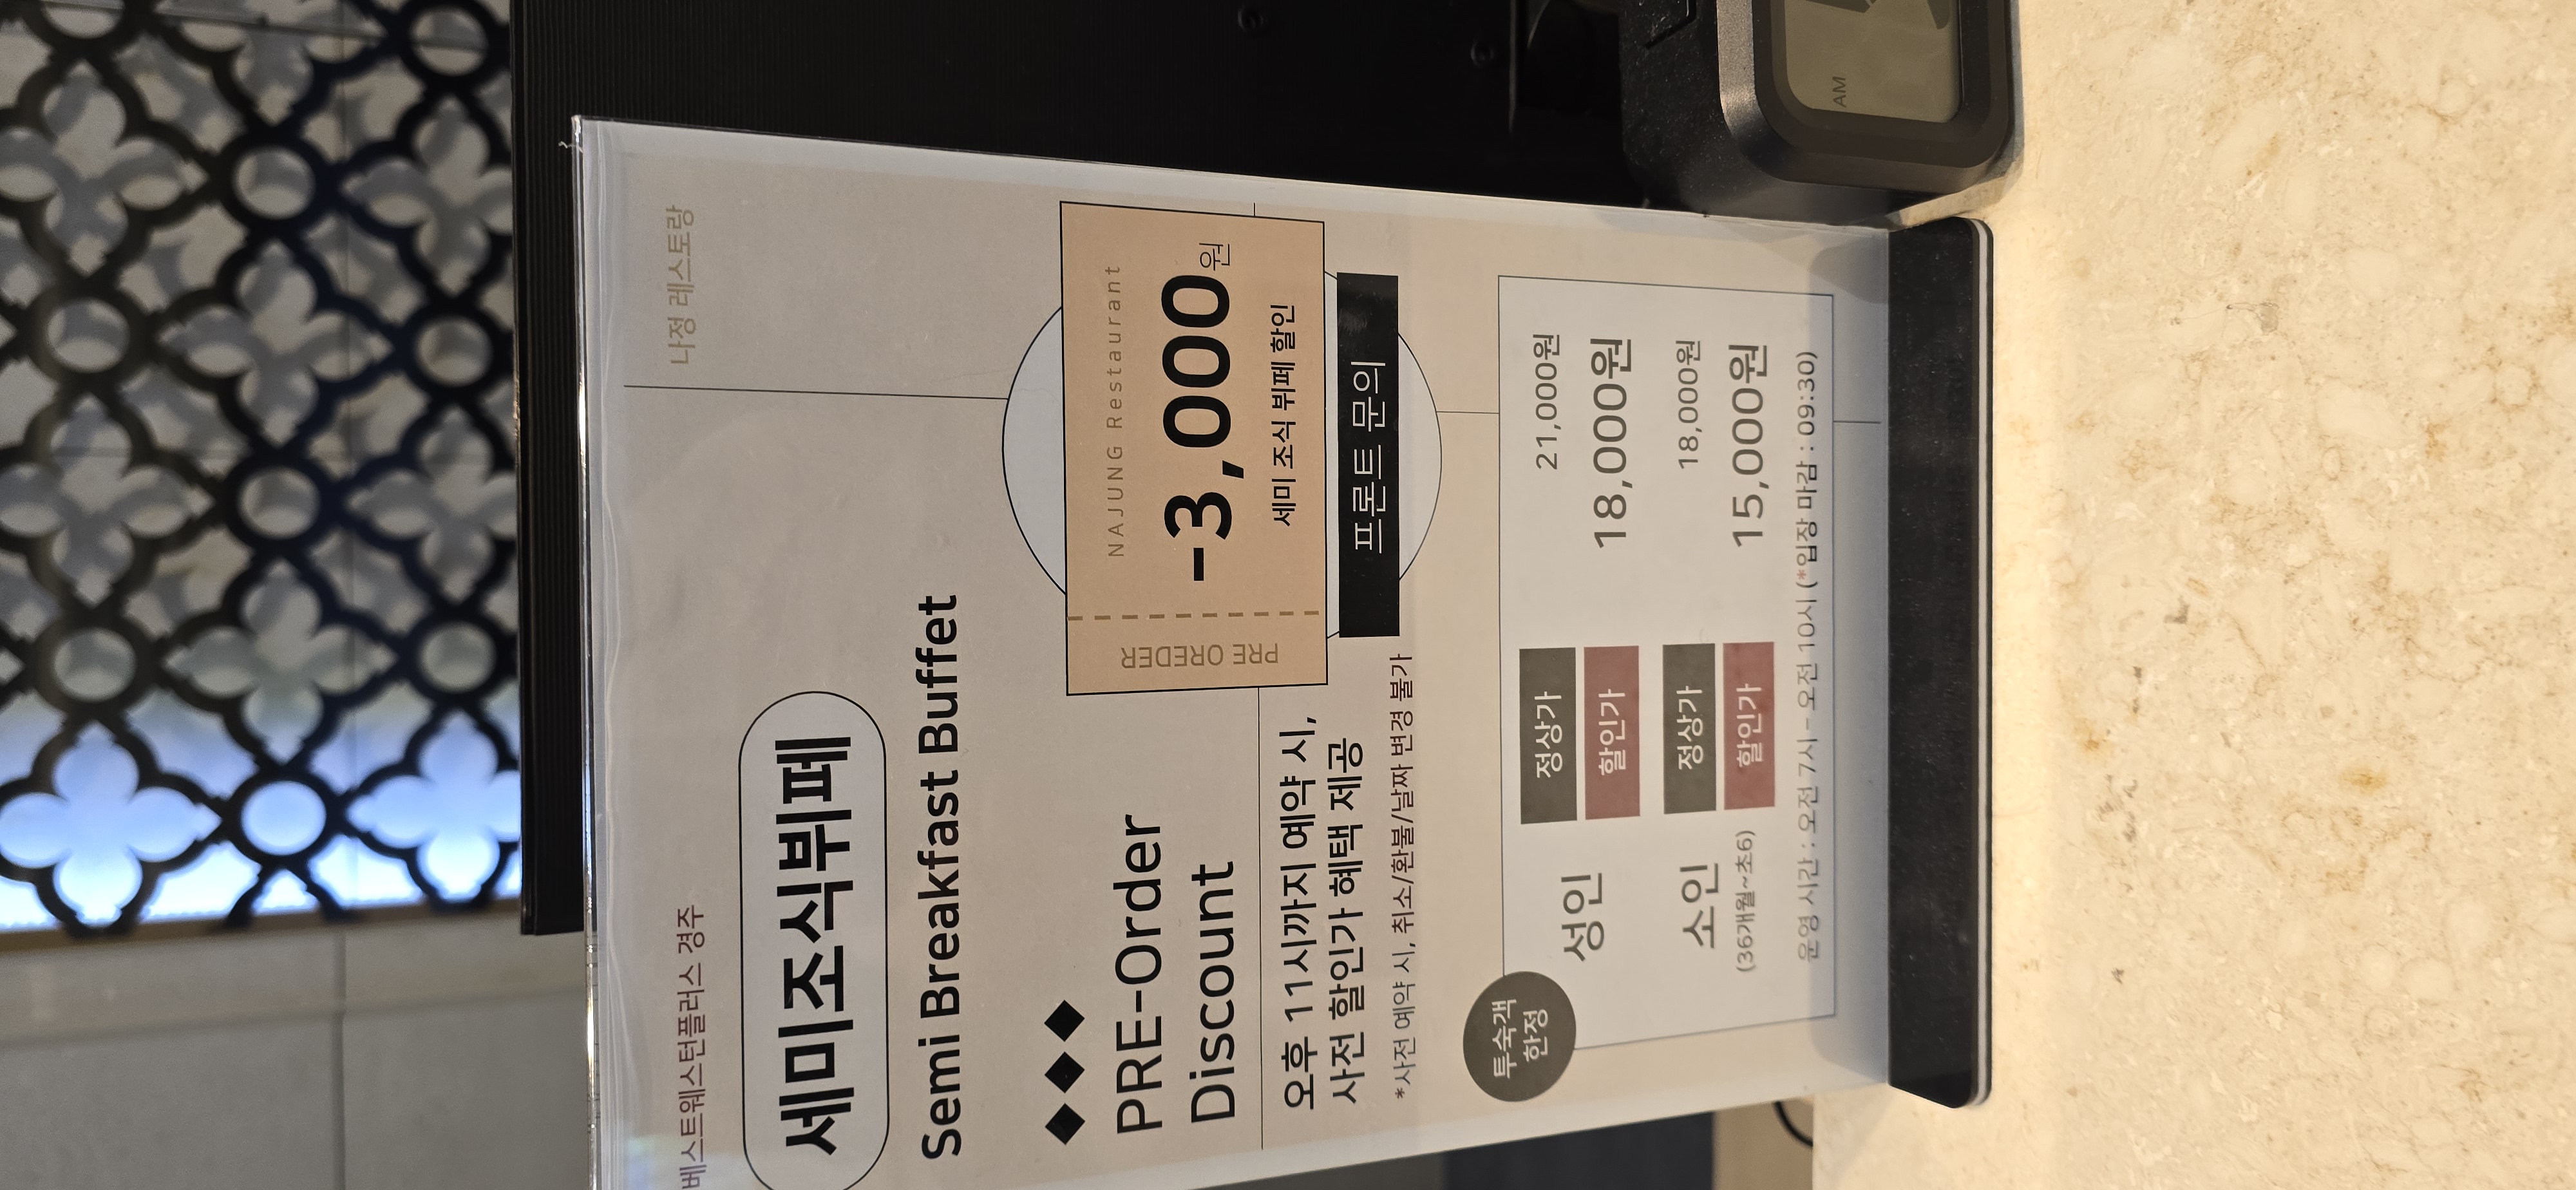 베스트웨스턴플러스 경주
나정 레스토랑
세미조식뷔페
Semi Breakfast Buffet
PRE-Order
Discount
PRE OREDER
NAJUNG Restaurant
-3,000원
세미 조식 뷔페 할인
프론트 문의
오후 11시까지 예약 시,
사전 할인가 혜택 제공
*사전 예약 시, 취소/환불/날짜 변경 불가
투숙객
한정
성인
정상가 21,000원
할인가 18,000원
소인
(36개월~초6)
정상가 18,000원
할인가 15,000원
운영 시간 : 오전 7시 - 오전 10시 (*입장 마감 : 09:30)
AM